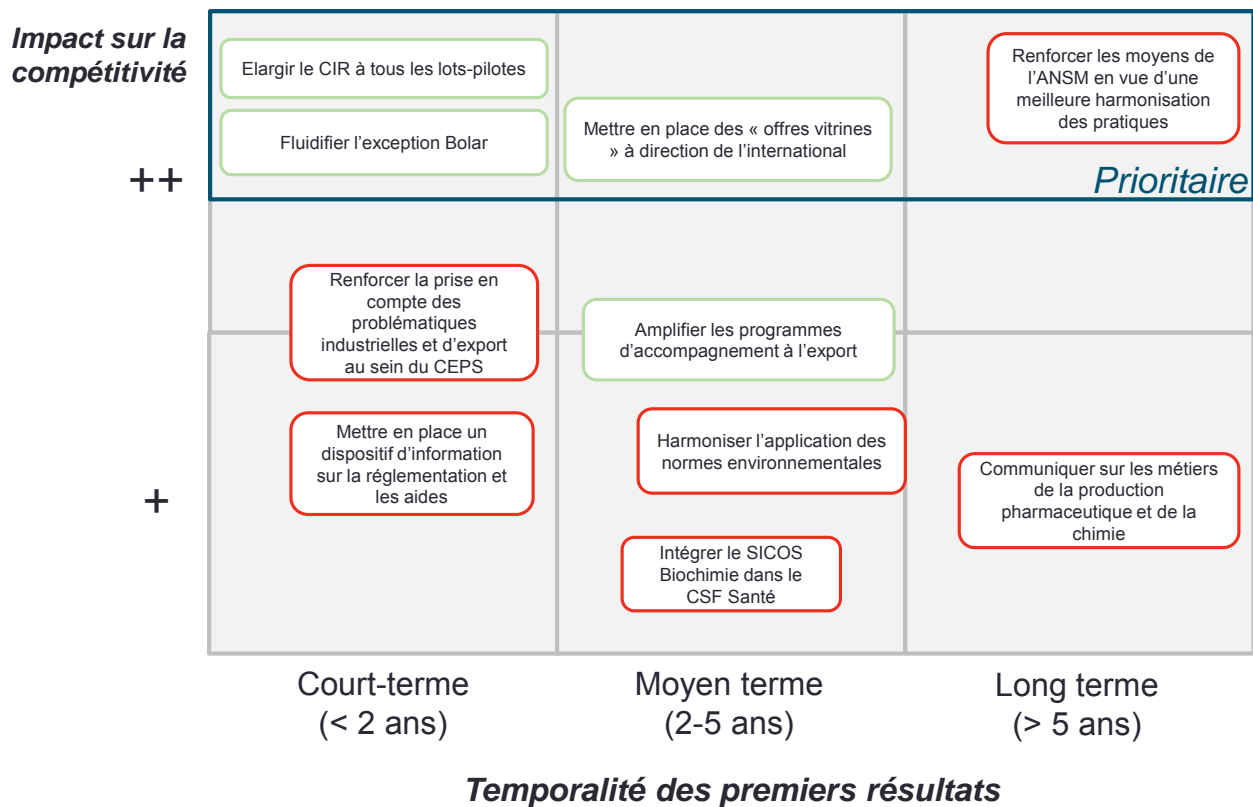 Impact sur la
compétitivité
Elargir le CIR à tous les lots-pilotes
Fluidifier l’exception Bolar
Mettre en place des « offres vitrines
» à direction de l’international
Renforcer les moyens de
l’ANSM en vue d’une
meilleure harmonisation
des pratiques
++
Prioritaire
Renforcer la prise en
compte des
problématiques
industrielles et d’export
au sein du CEPS
Amplifier les programmes
d’accompagnement à l’export
Mettre en place un
dispositif d’information
sur la réglementation et
les aides
Harmoniser l’application des
normes environnementales
Communiquer sur les métiers
de la production
pharmaceutique et de la
chimie
+
Intégrer le SICOS
Biochimie dans le
CSF Santé
Court-terme
(< 2 ans)
Moyen terme
(2-5 ans)
Long terme
(> 5 ans)
Temporalité des premiers résultats